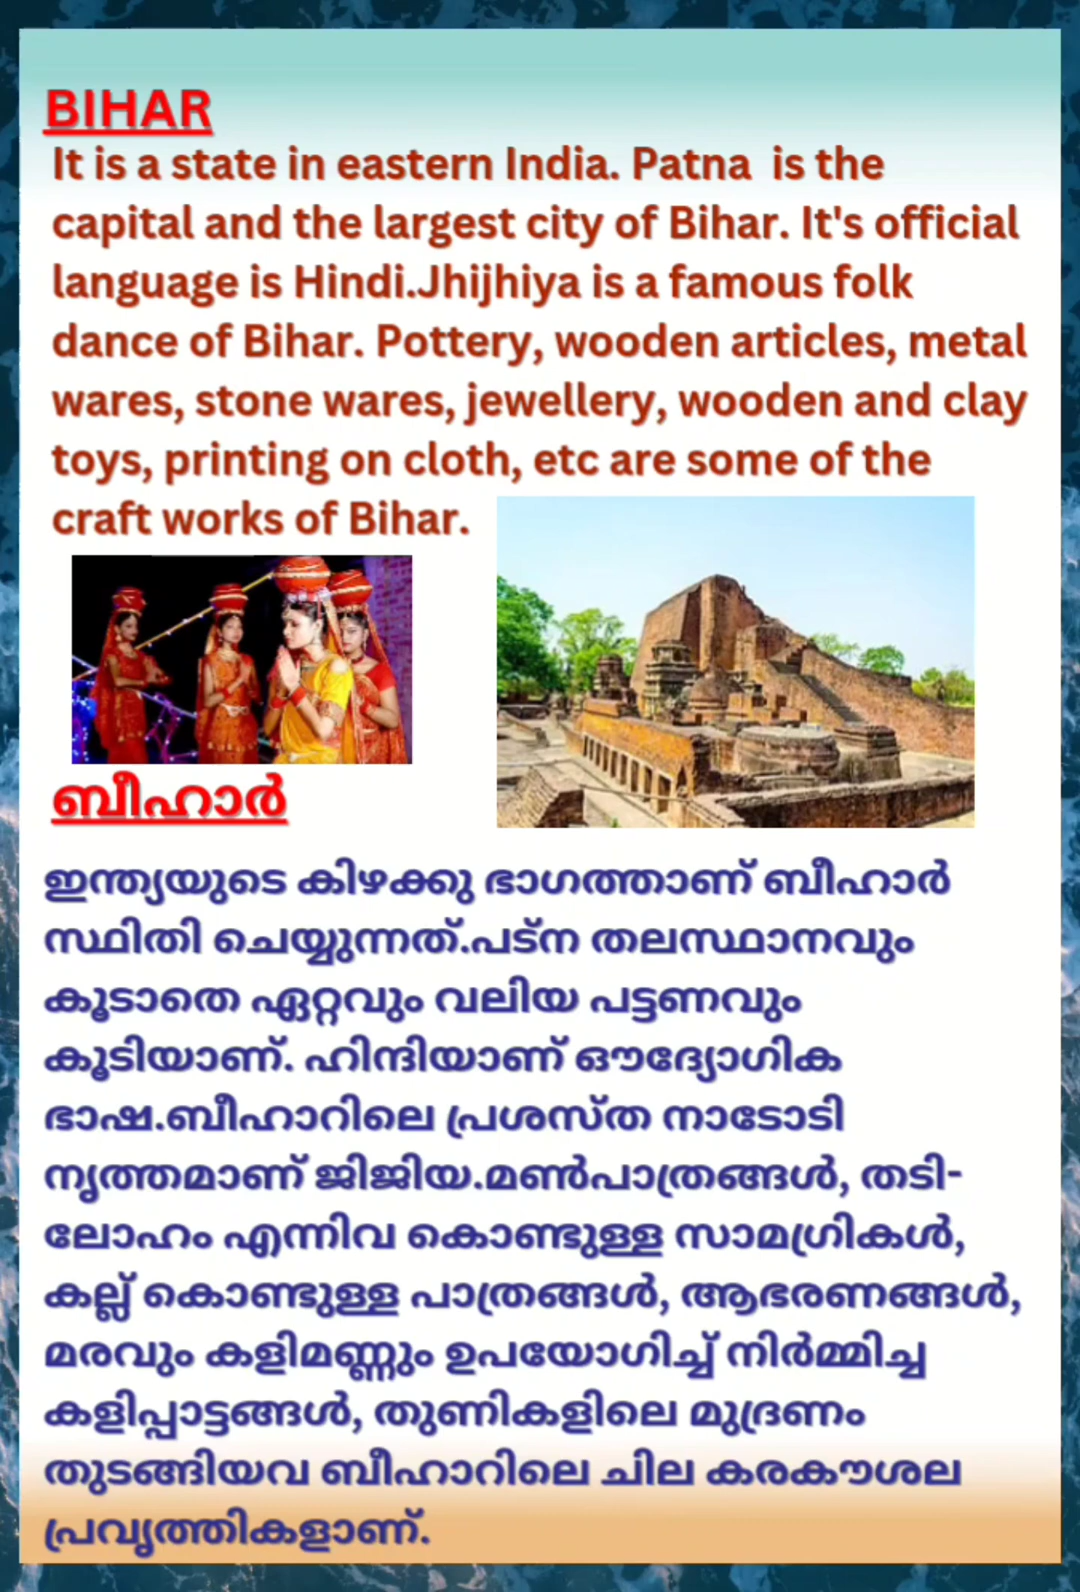 BIHAR
It is a state in eastern India. Patna is the
capital and the largest city of Bihar. It's official
language is Hindi.Jhijhiya is a famous folk
dance of Bihar. Pottery, wooden articles, metal
wares, stone wares, jewellery, wooden and clay
toys, printing on cloth, etc are some of the
craft works of Bihar.
ബീഹാർ
ഇന്ത്യയുടെ കിഴക്കു ഭാഗത്താണ് ബീഹാർ
സ്ഥിതി ചെയ്യുന്നത്.പട്ന തലസ്ഥാനവും
കൂടാതെ ഏറ്റവും വലിയ പട്ടണവും
കൂടിയാണ്. ഹിന്ദിയാണ് ഔദ്യോഗിക
ഭാഷ.ബീഹാറിലെ പ്രശസ്ത നാടോടി
നൃത്തമാണ് ജിജിയ.മൺപാത്രങ്ങൾ, തടി-
ലോഹം എന്നിവ കൊണ്ടുള്ള സാമഗ്രികൾ,
കല്ല് കൊണ്ടുള്ള പാത്രങ്ങൾ, ആഭരണങ്ങൾ,
മരവും കളിമണ്ണും ഉപയോഗിച്ച് നിർമ്മിച്ച
കളിപ്പാട്ടങ്ങൾ, തുണികളിലെ മുദ്രണം
തുടങ്ങിയവ ബീഹാറിലെ ചില കരകൗശല
പ്രവൃത്തികളാണ്.